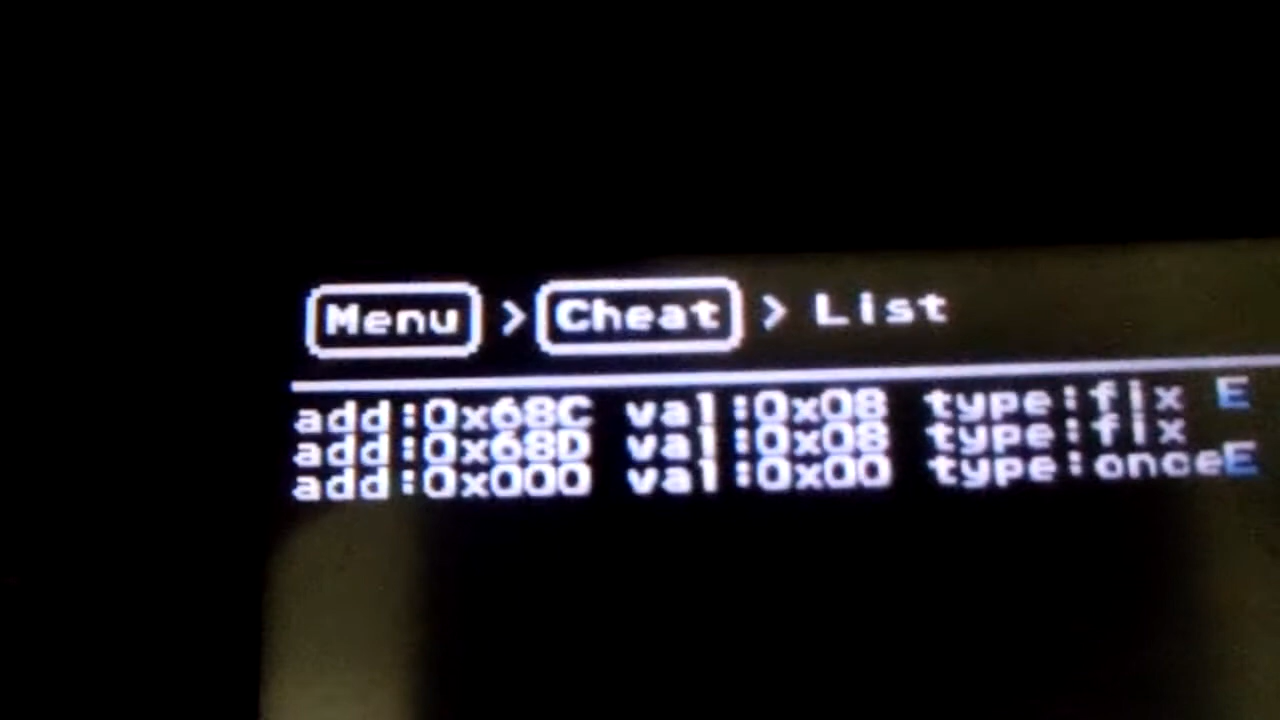 Menu > Cheat > List
add:0x68C val:0x08 type:fix E
add:0x68D val:0x08 type:fix
add:0x000 val:0x00 type:onceE